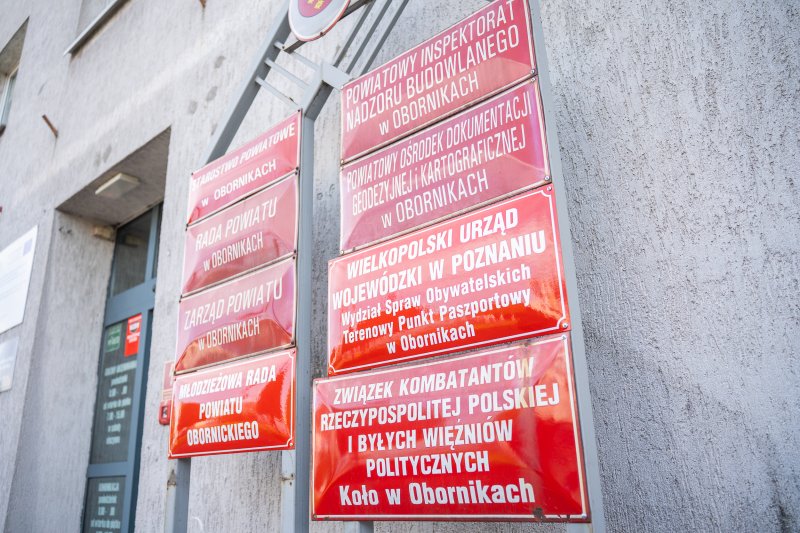 STAROSTWO POWIATOWE
W OBORNIKACH
RADA POWIATU
W OBORNIKACH
ZARZĄD POWIATU
W OBORNIKACH
MŁODZIEŻOWA RADA
POWIATU
OBORNICKIEGO
POWIATOWY INSPEKTORAT
NADZORU BUDOWLANEGO
W OBORNIKACH
POWIATOWY OŚRODEK DOKUMENTACJI
GEODEZYJNEJ i KARTOGRAFICZNEJ
W OBORNIKACH
WIELKOPOLSKI URZĄD
WOJEWÓDZKI W POZNANIU
Wydział Spraw Obywatelskich
Terenowy Punkt Paszportowy
w Obornikach
ZWIĄZEK KOMBATANTÓW
RZECZYPOSPOLITEJ POLSKIEJ
I BYŁYCH WIĘŹNIÓW
POLITYCZNYCH
Koło w Obornikach